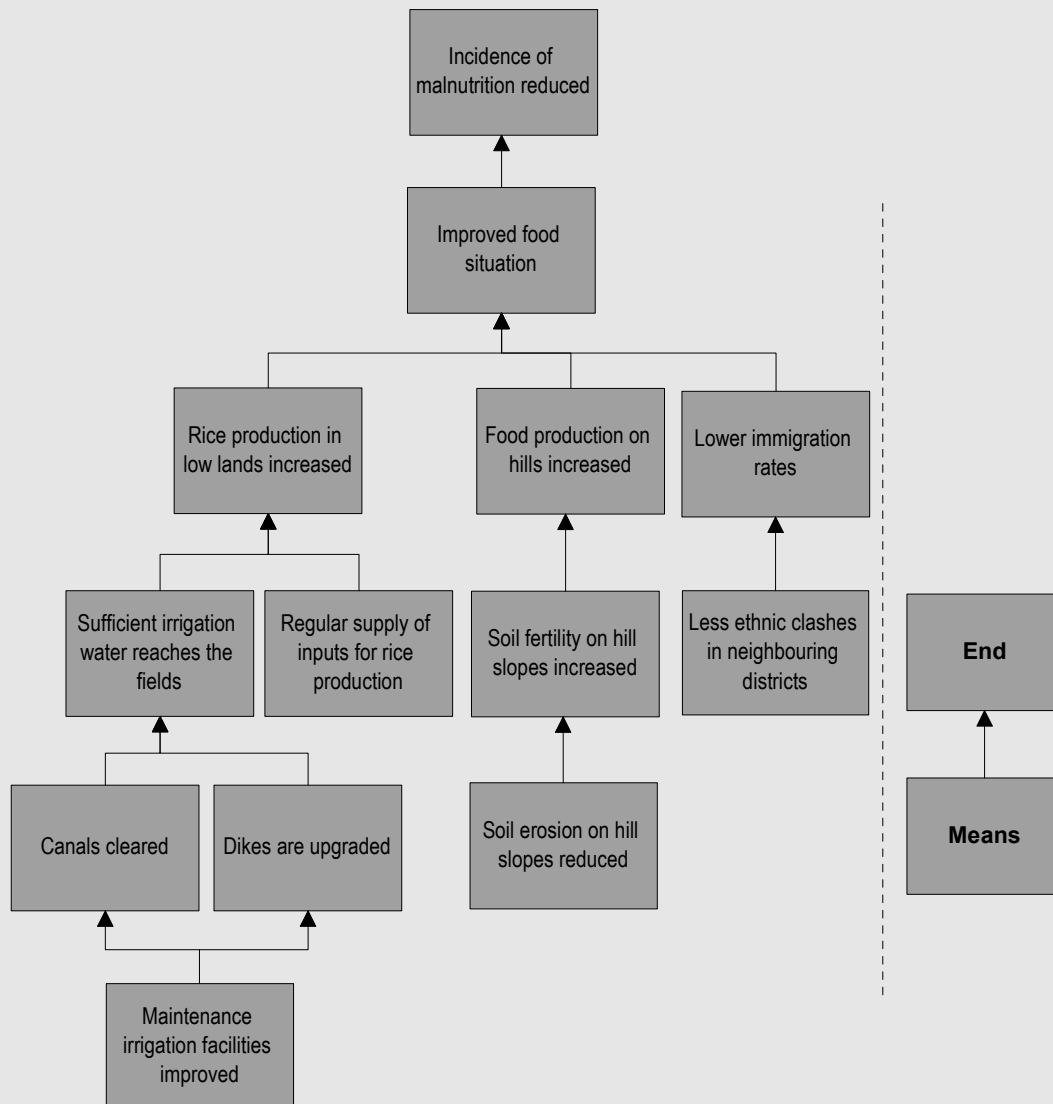 Incidence of
malnutrition reduced
Improved food
situation
Rice production in
low lands increased
Food production on
hills increased
Lower immigration
rates
Sufficient irrigation
water reaches the
fields
Regular supply of
inputs for rice
production
Soil fertility on hill
slopes increased
Less ethnic clashes
in neighbouring
districts
End
Canals cleared
Dikes are upgraded
Soil erosion on hill
slopes reduced
Means
Maintenance
irrigation facilities
improved